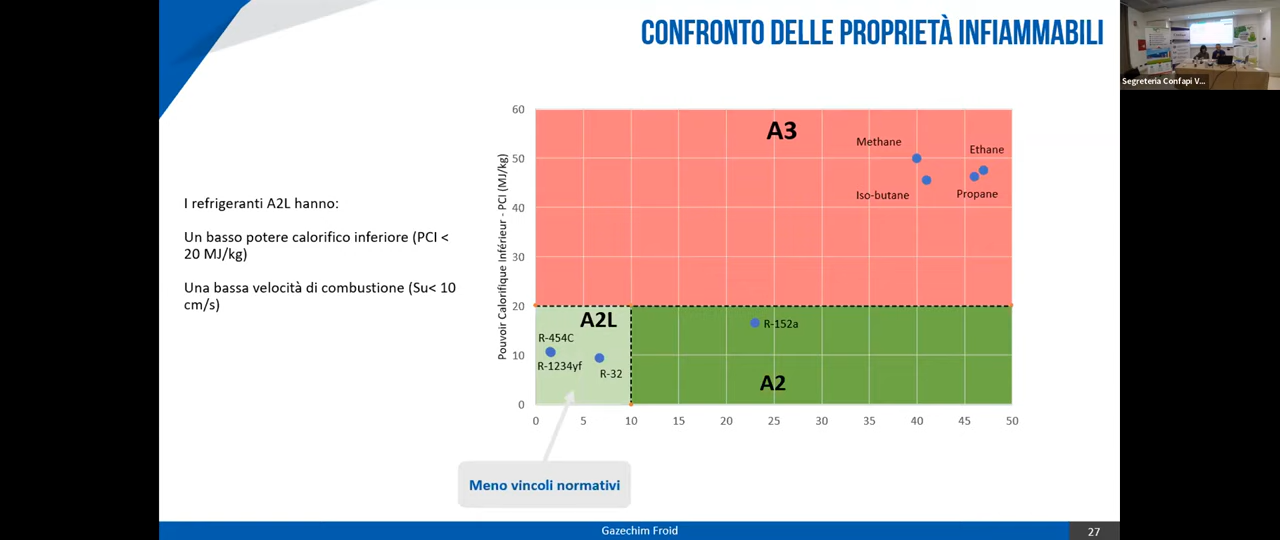 CONFRONTO DELLE PROPRIETÀ INFIAMMABILI
Segreteria Confapi V...
I refrigeranti A2L hanno:
Un basso potere calorifico inferiore (PCI <
20 MJ/kg)
Una bassa velocità di combustione (Su< 10
cm/s)
Pouvoir Calorifique Inférieur - PCI (MJ/kg)
60
50
40
30
20
10
0
A3
Methane
Ethane
Iso-butane
Propane
A2L
R-454C
R-1234yf
R-32
R-152a
A2
0 5 10 15 20 25 30 35 40 45 50
Meno vincoli normativi
Gazechim Froid
27